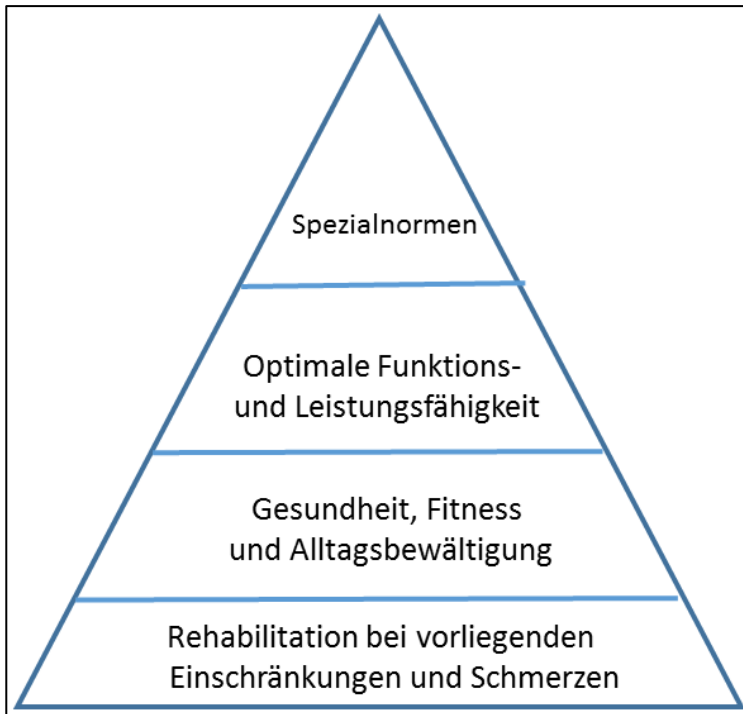 Spezialnormen
Optimale Funktions-
und Leistungsfähigkeit
Gesundheit, Fitness
und Alltagsbewältigung
Rehabilitation bei vorliegenden
Einschränkungen und Schmerzen